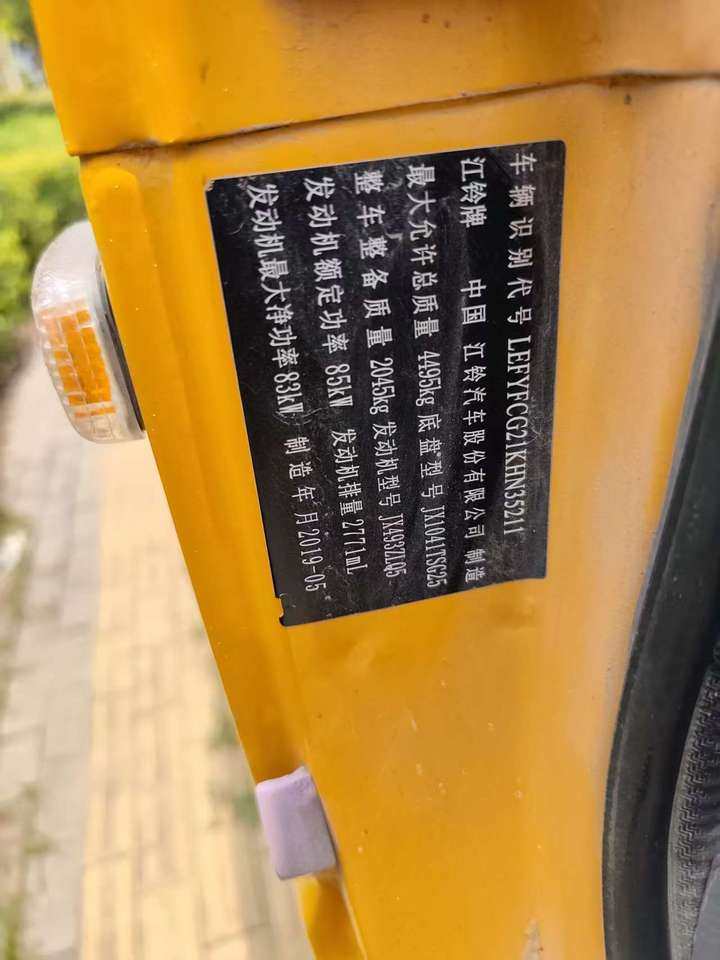 车辆识别代号 LEFYFCG21KHN35211
江铃牌 中国 江铃汽车股份有限公司 制造
最大允许总质量 4495kg 底盘型号 JX1041TSG25
整车整备质量 2045kg 发动机型号 JX493ZLQ5
发动机额定功率 85kW 发动机排量 2771mL
发动机最大净功率 83kW 制造年月 2019-05